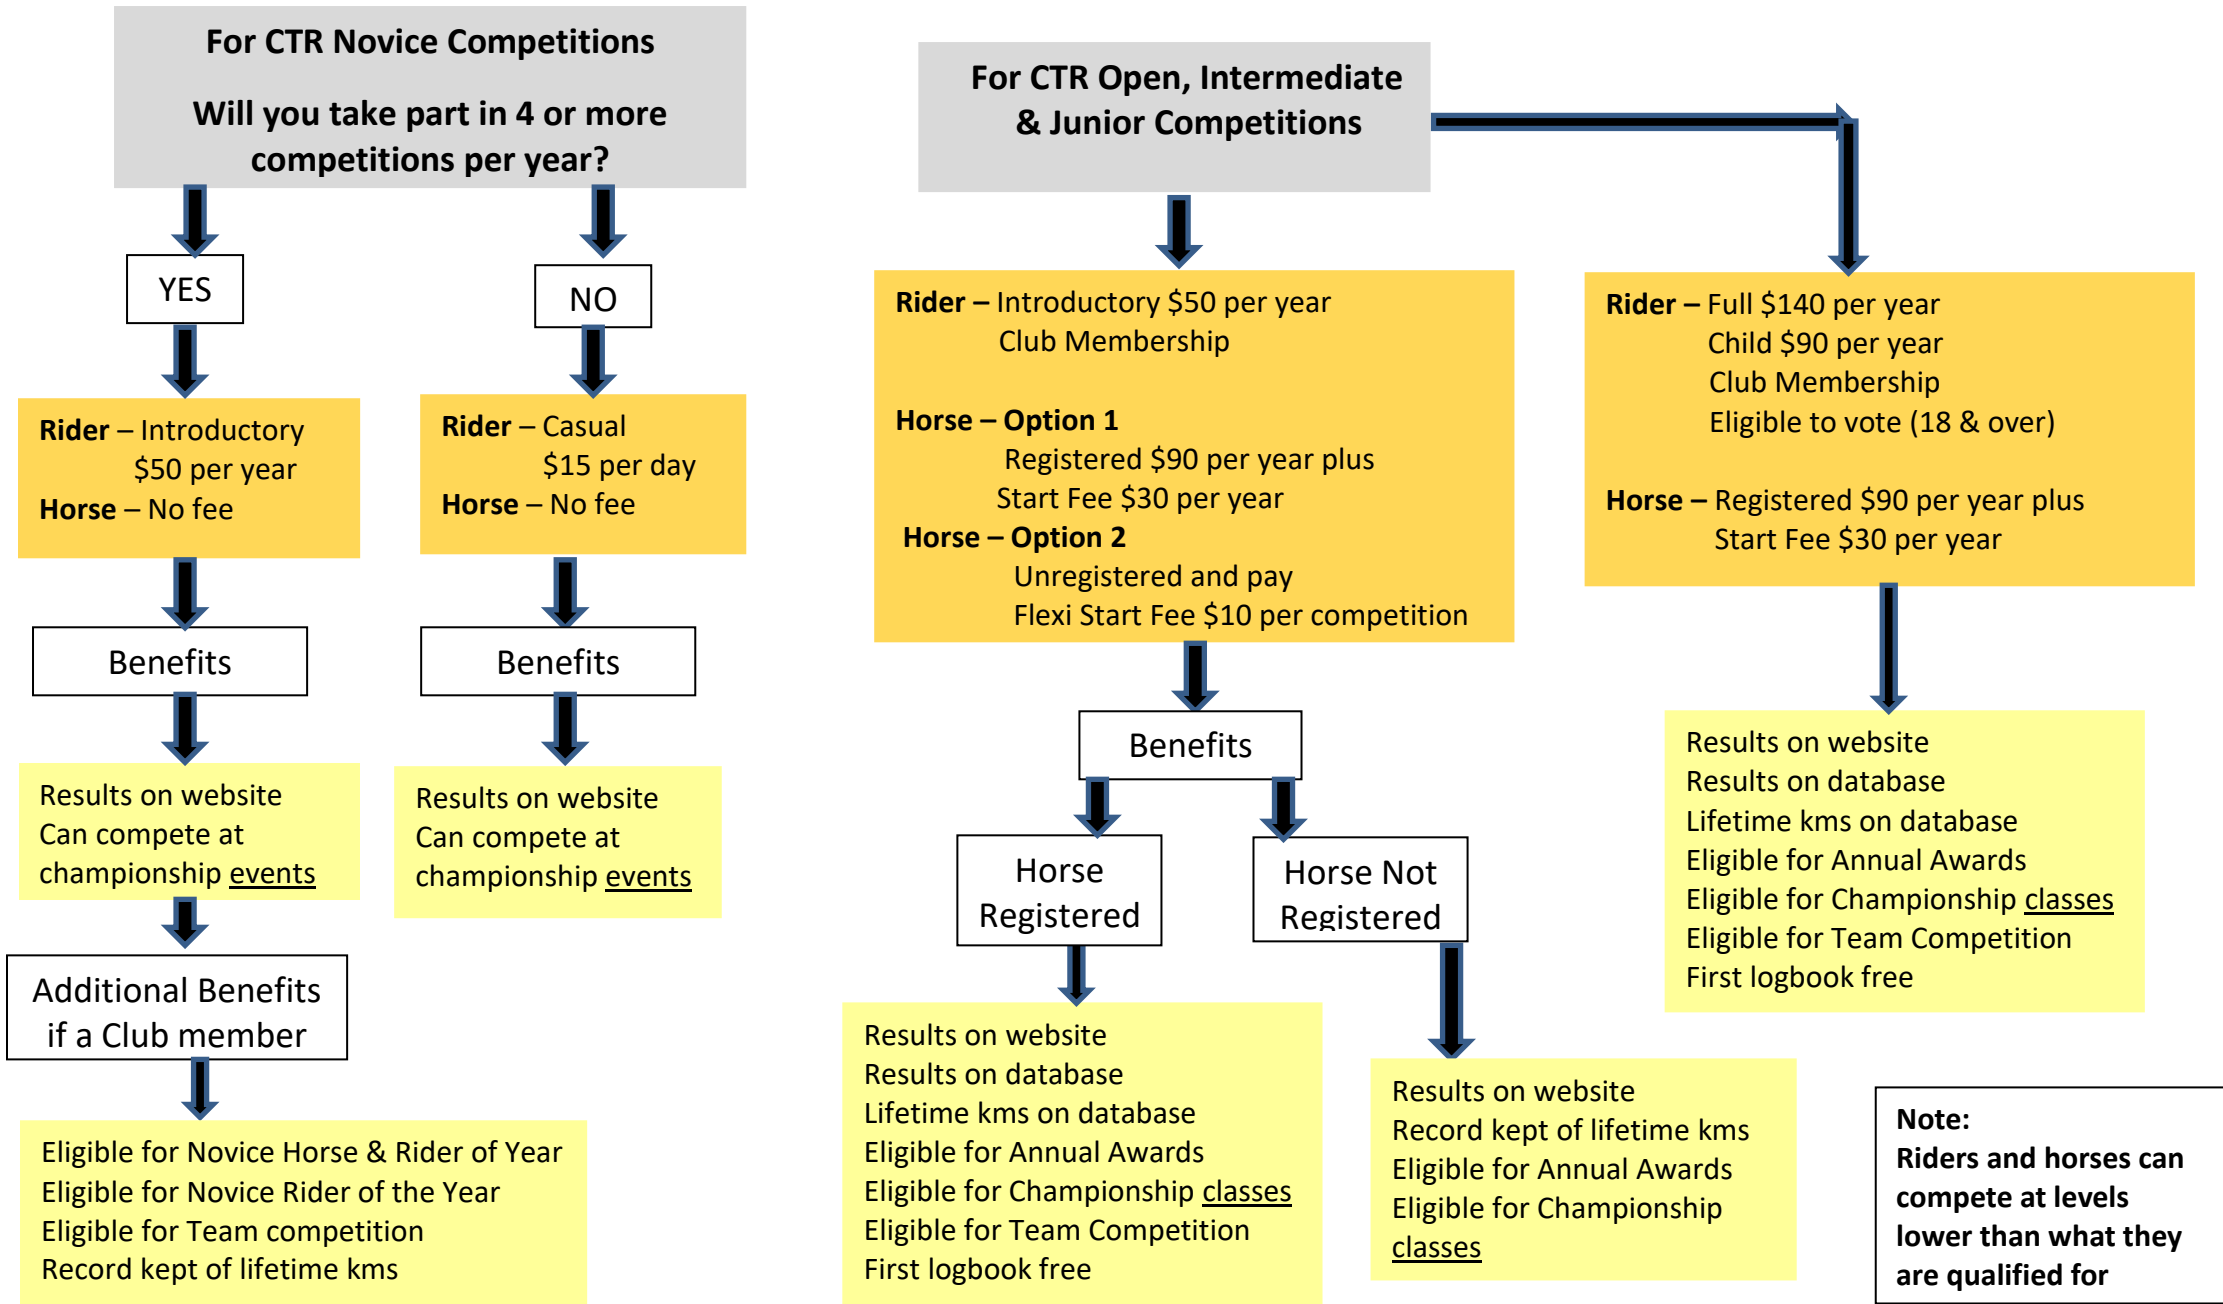 For CTR Novice Competitions
Will you take part in 4 or more
competitions per year?
YES
NO
Rider – Introductory
$50 per year
Horse – No fee
Rider – Casual
$15 per day
Horse – No fee
Benefits
Benefits
Results on website
Can compete at
championship events
Results on website
Can compete at
championship events
Additional Benefits
if a Club member
Eligible for Novice Horse & Rider of Year
Eligible for Novice Rider of the Year
Eligible for Team competition
Record kept of lifetime kms
For CTR Open, Intermediate
& Junior Competitions
Rider – Introductory $50 per year
Club Membership
Horse – Option 1
Registered $90 per year plus
Start Fee $30 per year
Horse – Option 2
Unregistered and pay
Flexi Start Fee $10 per competition
Benefits
Horse
Registered
Horse Not
Registered
Results on website
Results on database
Lifetime kms on database
Eligible for Annual Awards
Eligible for Championship classes
Eligible for Team Competition
First logbook free
Results on website
Record kept of lifetime kms
Eligible for Annual Awards
Eligible for Championship
classes
Rider – Full $140 per year
Child $90 per year
Club Membership
Eligible to vote (18 & over)
Horse – Registered $90 per year plus
Start Fee $30 per year
Results on website
Results on database
Lifetime kms on database
Eligible for Annual Awards
Eligible for Championship classes
Eligible for Team Competition
First logbook free
Note:
Riders and horses can
compete at levels
lower than what they
are qualified for